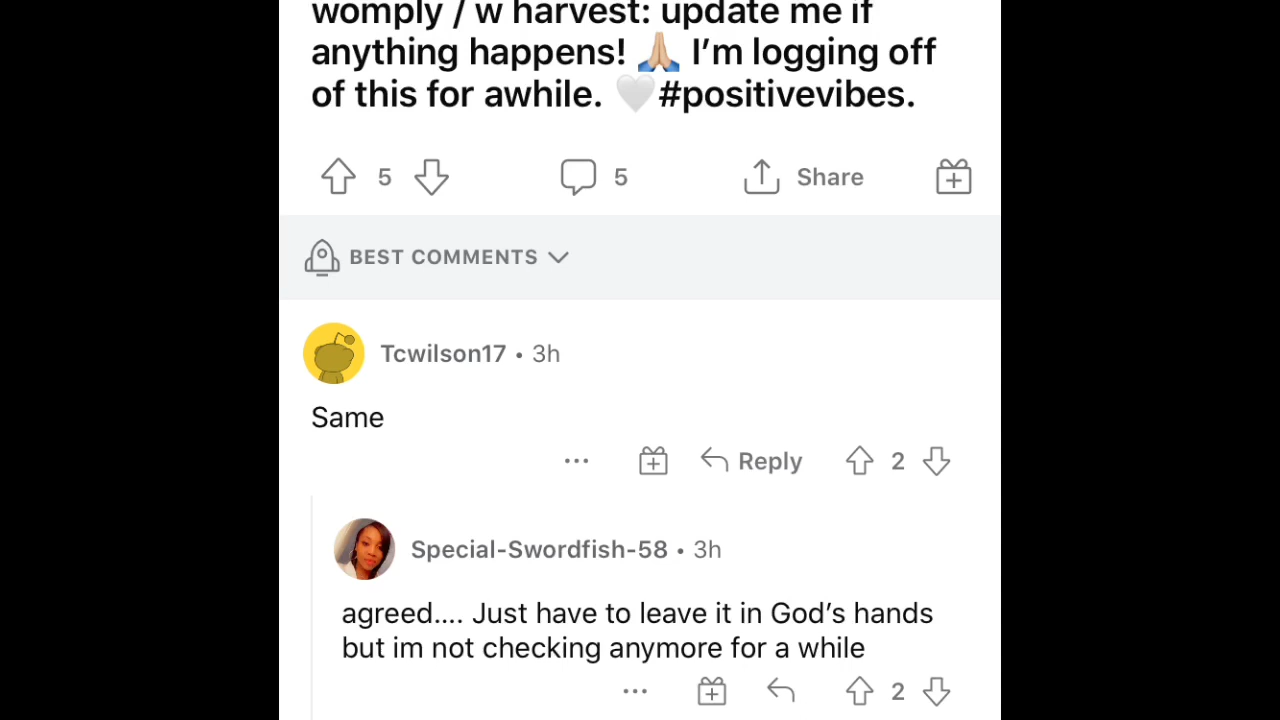 womply / w harvest: update me if
anything happens! 🙏🏼 I’m logging off
of this for awhile. 🤍#positivevibes.
5 5 Share
BEST COMMENTS
Tcwilson17 • 3h
Same
... Reply 2
Special-Swordfish-58 • 3h
agreed.... Just have to leave it in God’s hands
but im not checking anymore for a while
... 2